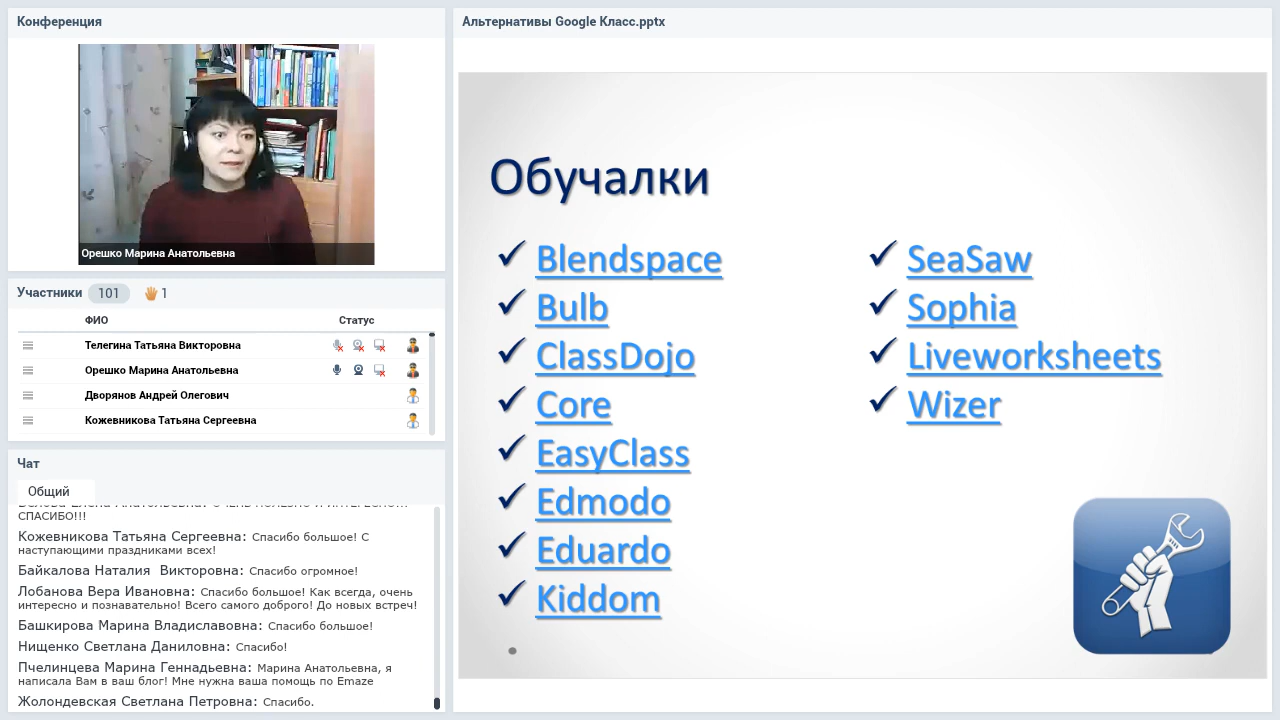 Конференция
Орешко Марина Анатольевна
Участники 101 1
ФИО Статус
Телегина Татьяна Викторовна
Орешко Марина Анатольевна
Дворянов Андрей Олегович
Кожевникова Татьяна Сергеевна
Чат
Общий
СПАСИБО!!!
Кожевникова Татьяна Сергеевна: Спасибо большое! С
наступающими праздниками всех!
Байкалова Наталия Викторовна: Спасибо огромное!
Лобанова Вера Ивановна: Спасибо большое! Как всегда, очень
интересно и познавательно! Всего самого доброго! До новых встреч!
Башкирова Марина Владиславовна: Спасибо большое!
Нищенко Светлана Даниловна: Спасибо!
Пчелинцева Марина Геннадьевна: Марина Анатольевна, я
написала Вам в ваш блог! Мне нужна ваша помощь по Emaze
Жолондевская Светлана Петровна: Спасибо.
Альтернативы Google Класс.pptx
Обучалки
Blendspace
Bulb
ClassDojo
Core
EasyClass
Edmodo
Eduardo
Kiddom
SeaSaw
Sophia
Liveworksheets
Wizer